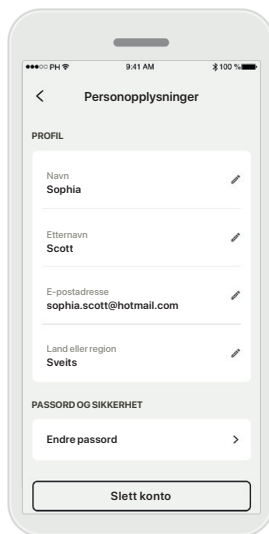 ●●●○○ PH 9:41 AM 100 %
Personopplysninger
PROFIL
Navn
Sophia
Etternavn
Scott
E-postadresse
sophia.scott@hotmail.com
Land eller region
Sveits
PASSORD OG SIKKERHET
Endre passord
Slett konto